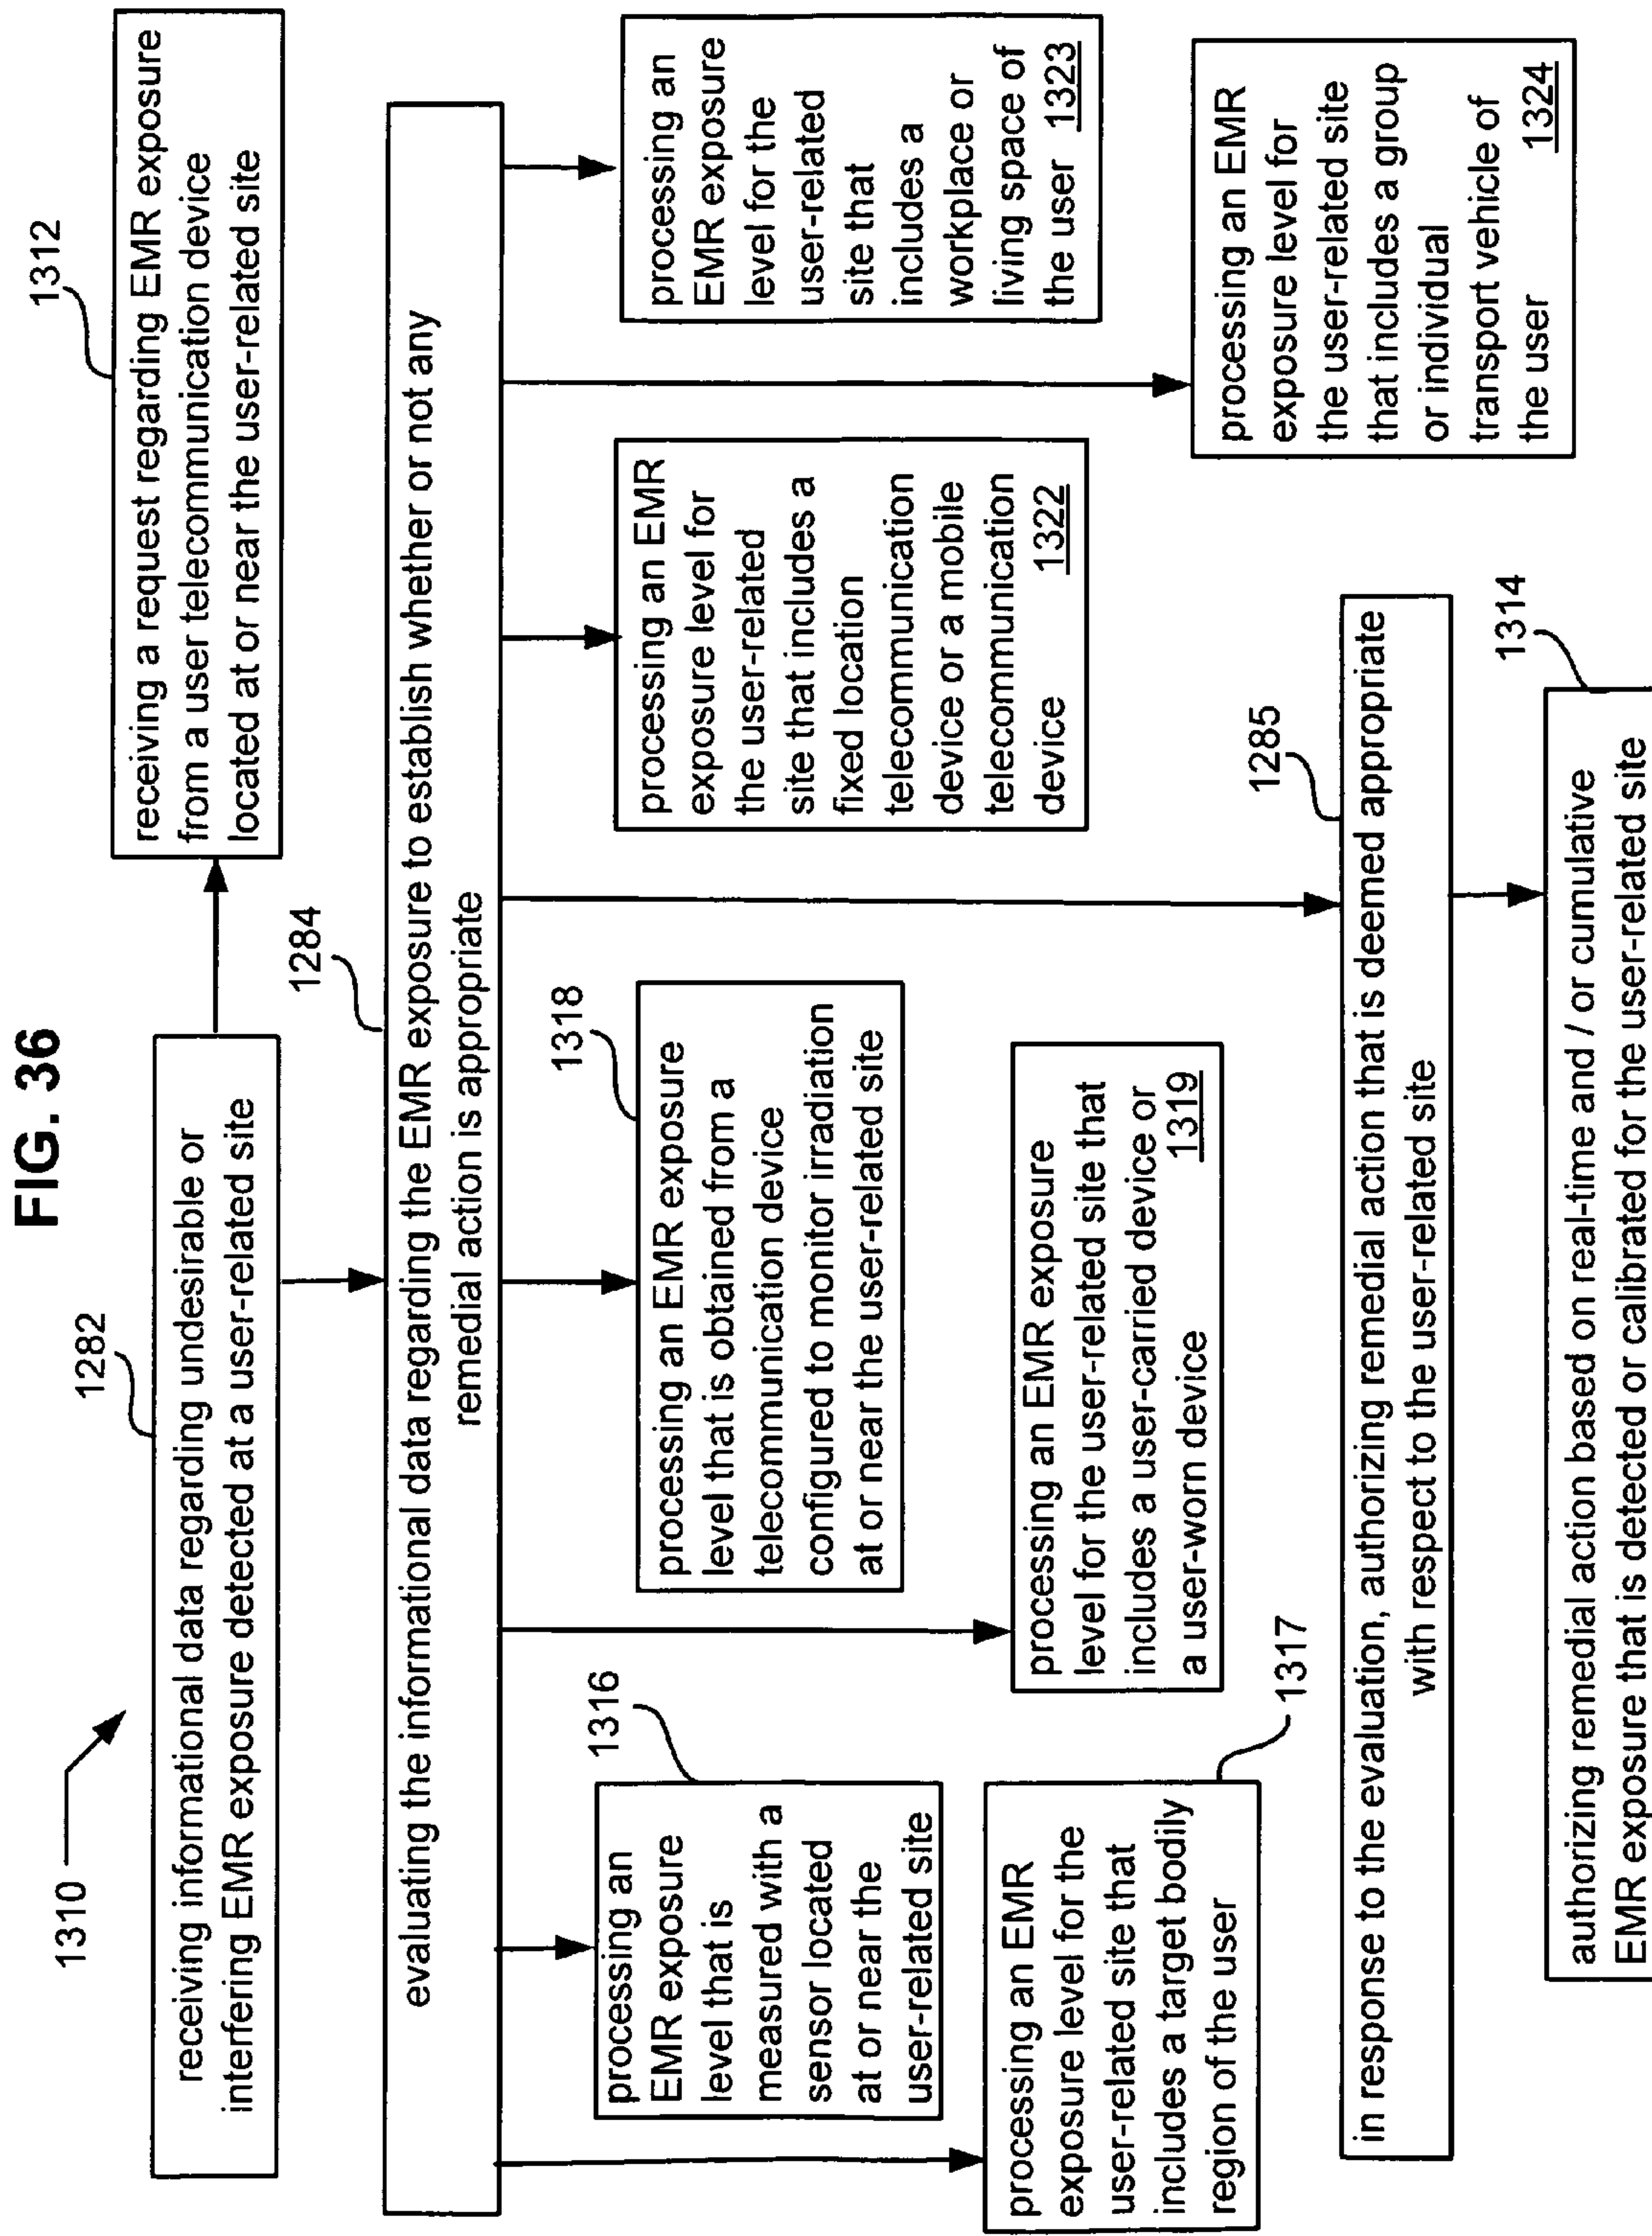 FIG. 36
1310
1282
receiving informational data regarding undesirable or
interfering EMR exposure detected at a user-related site
1312
receiving a request regarding EMR exposure
from a user telecommunication device
located at or near the user-related site
1284
evaluating the informational data regarding the EMR exposure to establish whether or not any
remedial action is appropriate
1316
processing an
EMR exposure
level that is
measured with a
sensor located
at or near the
user-related site
1318
processing an EMR exposure
level that is obtained from a
telecommunication device
configured to monitor irradiation
at or near the user-related site
processing an EMR
exposure level for
the user-related
site that includes a
fixed location
telecommunication
device or a mobile
telecommunication
device 1322
processing an
EMR exposure
level for the
user-related
site that
includes a
workplace or
living space of
the user 1323
processing an EMR
exposure level for the
user-related site that
includes a target bodily
region of the user
1317
processing an EMR exposure
level for the user-related site that
includes a user-carried device or
a user-worn device 1319
processing an EMR
exposure level for
the user-related site
that includes a group
or individual
transport vehicle of
the user 1324
1285
in response to the evaluation, authorizing remedial action that is deemed appropriate
with respect to the user-related site
1314
authorizing remedial action based on real-time and / or cumulative
EMR exposure that is detected or calibrated for the user-related site